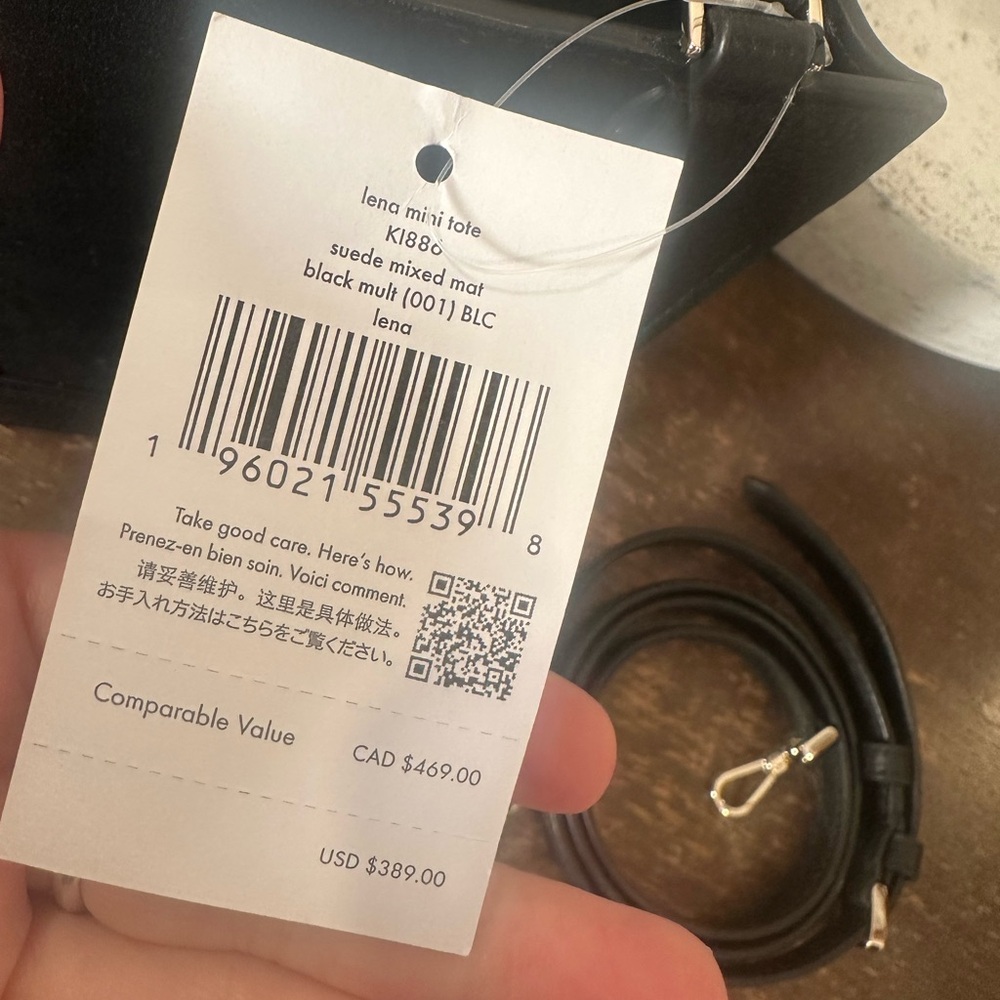 lena mini tote
KI886
suede mixed mat
black mult (001) BLC
lena
1 96021 55539 8
Take good care. Here's how.
Prenez-en bien soin. Voici comment.
请妥善维护。这里是具体做法。
お手入れ方法はこちらをご覧ください。
Comparable Value
CAD $469.00
USD $389.00